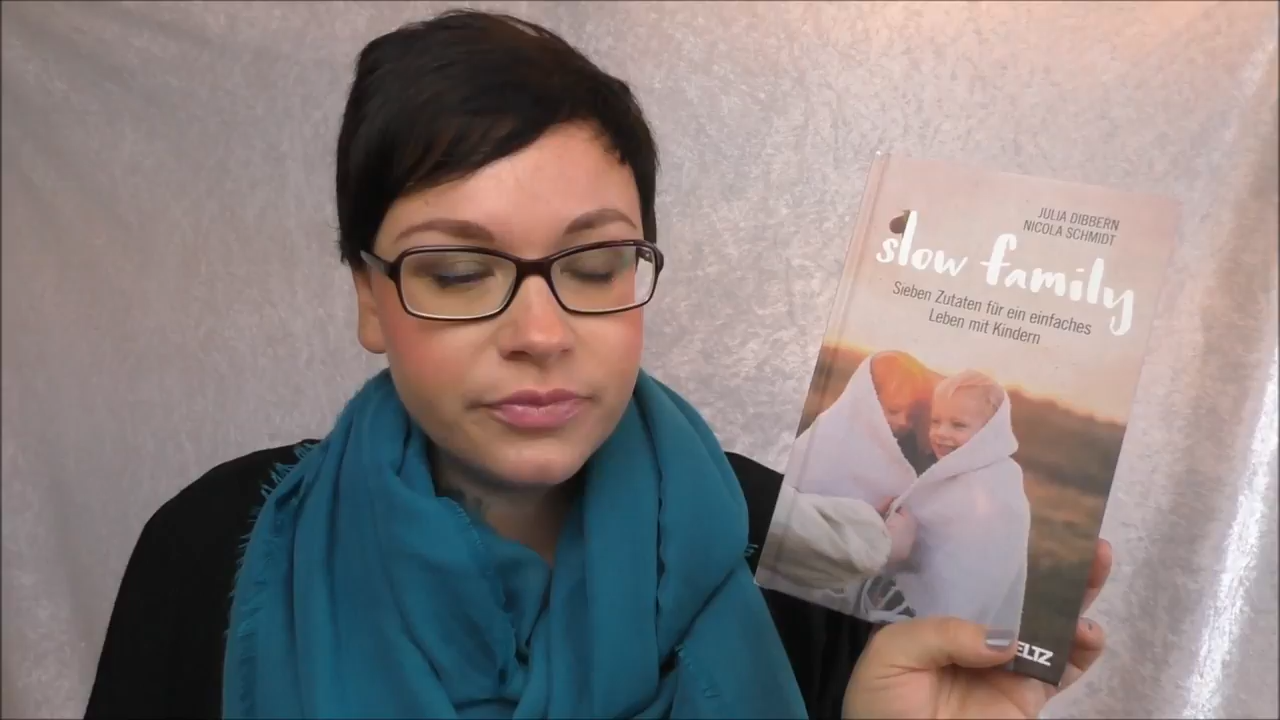 JULIA DIBBERN
NICOLA SCHMIDT
slow family
Sieben Zutaten für ein einfaches
Leben mit Kindern
ELTZ